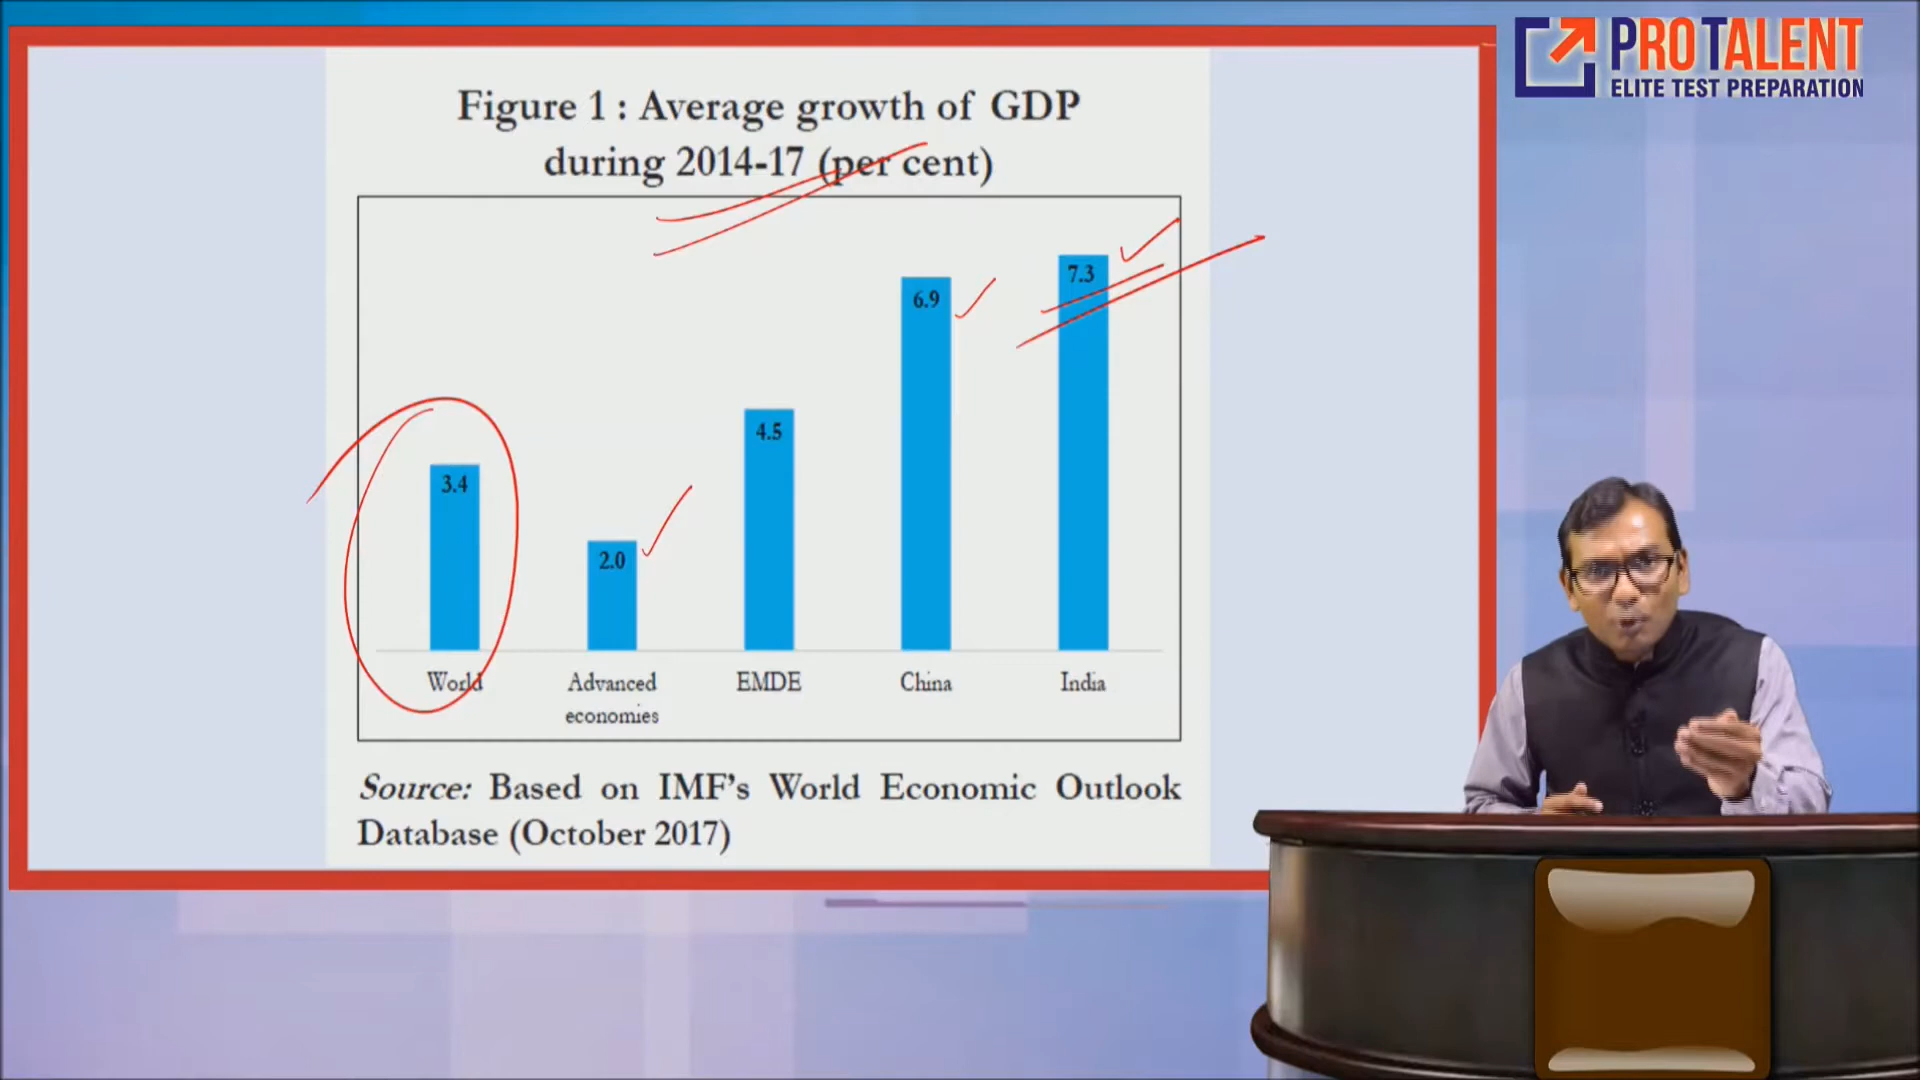 PROTALENT
ELITE TEST PREPARATION
Figure 1 : Average growth of GDP
during 2014-17 (per cent)
7.3
6.9
4.5
3.4
2.0
World
Advanced
economies
EMDE
China
India
Source: Based on IMF's World Economic Outlook
Database (October 2017)